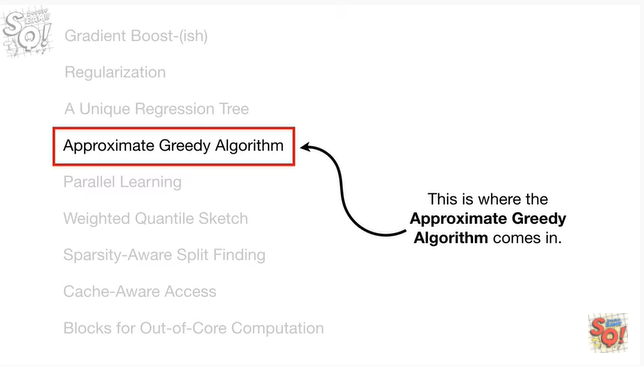 Gradient Boost-(ish)
Regularization
A Unique Regression Tree
Approximate Greedy Algorithm
Parallel Learning
Weighted Quantile Sketch
Sparsity-Aware Split Finding
Cache-Aware Access
Blocks for Out-of-Core Computation
This is where the
Approximate Greedy
Algorithm comes in.